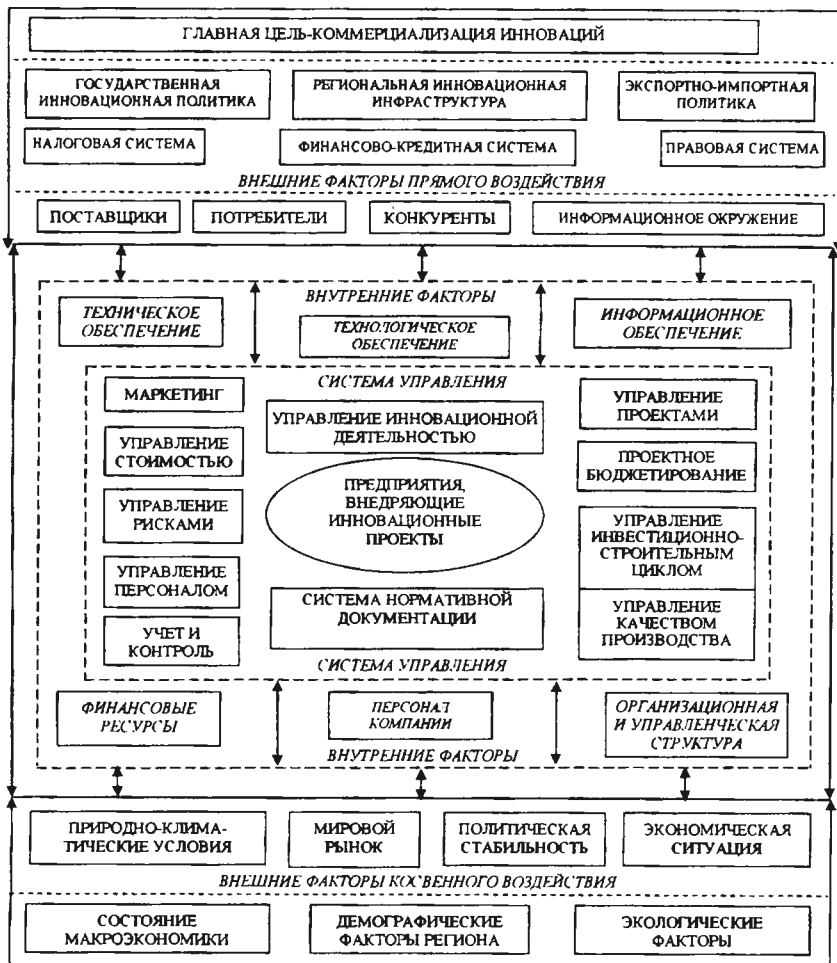 ГЛАВНАЯ ЦЕЛЬ-КОММЕРЦИАЛИЗАЦИЯ ИННОВАЦИЙ
ГОСУДАРСТВЕННАЯ
ИННОВАЦИОННАЯ ПОЛИТИКА
РЕГИОНАЛЬНАЯ ИННОВАЦИОННАЯ
ИНФРАСТРУКТУРА
ЭКСПОРТНО-ИМПОРТНАЯ
ПОЛИТИКА
НАЛОГОВАЯ СИСТЕМА
ФИНАНСОВО-КРЕДИТНАЯ СИСТЕМА
ПРАВОВАЯ СИСТЕМА
ВНЕШНИЕ ФАКТОРЫ ПРЯМОГО ВОЗДЕЙСТВИЯ
ПОСТАВЩИКИ
ПОТРЕБИТЕЛИ
КОНКУРЕНТЫ
ИНФОРМАЦИОННОЕ ОКРУЖЕНИЕ
ВНУТРЕННИЕ ФАКТОРЫ
ТЕХНИЧЕСКОЕ
ОБЕСПЕЧЕНИЕ
ТЕХНОЛОГИЧЕСКОЕ
ОБЕСПЕЧЕНИЕ
ИНФОРМАЦИОННОЕ
ОБЕСПЕЧЕНИЕ
СИСТЕМА УПРАВЛЕНИЯ
МАРКЕТИНГ
УПРАВЛЕНИЕ
СТОИМОСТЬЮ
УПРАВЛЕНИЕ
РИСКАМИ
УПРАВЛЕНИЕ
ПЕРСОНАЛОМ
УЧЕТ И
КОНТРОЛЬ
УПРАВЛЕНИЕ ИННОВАЦИОННОЙ
ДЕЯТЕЛЬНОСТЬЮ
ПРЕДПРИЯТИЯ,
ВНЕДРЯЮЩИЕ
ИННОВАЦИОННЫЕ
ПРОЕКТЫ
СИСТЕМА НОРМАТИВНОЙ
ДОКУМЕНТАЦИИ
УПРАВЛЕНИЕ
ПРОЕКТАМИ
ПРОЕКТНОЕ
БЮДЖЕТИРОВАНИЕ
УПРАВЛЕНИЕ
ИНВЕСТИЦИОННО-
СТРОИТЕЛЬНЫМ
ЦИКЛОМ
УПРАВЛЕНИЕ
КАЧЕСТВОМ
ПРОИЗВОДСТВА
СИСТЕМА УПРАВЛЕНИЯ
ФИНАНСОВЫЕ
РЕСУРСЫ
ПЕРСОНАЛ
КОМПАНИИ
ОРГАНИЗАЦИОННАЯ
И УПРАВЛЕНЧЕСКАЯ
СТРУКТУРА
ВНУТРЕННИЕ ФАКТОРЫ
ПРИРОДНО-КЛИМА-
ТИЧЕСКИЕ УСЛОВИЯ
МИРОВОЙ
РЫНОК
ПОЛИТИЧЕСКАЯ
СТАБИЛЬНОСТЬ
ЭКОНОМИЧЕСКАЯ
СИТУАЦИЯ
ВНЕШНИЕ ФАКТОРЫ КОСВЕННОГО ВОЗДЕЙСТВИЯ
СОСТОЯНИЕ
МАКРОЭКОНОМИКИ
ДЕМОГРАФИЧЕСКИЕ
ФАКТОРЫ РЕГИОНА
ЭКОЛОГИЧЕСКИЕ
ФАКТОРЫ